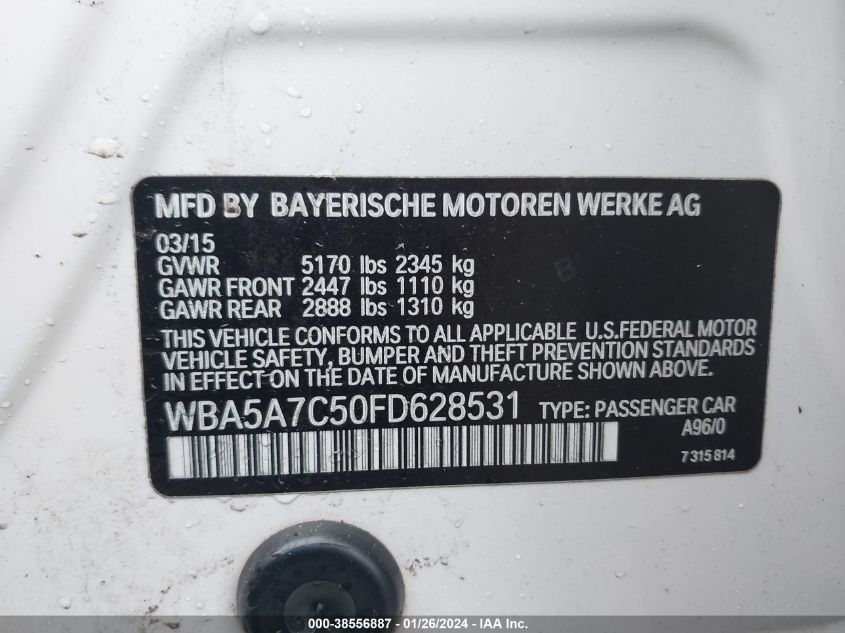 MFD BY BAYERISCHE MOTOREN WERKE AG
03/15
GVWR 5170 lbs 2345 kg
GAWR FRONT 2447 lbs 1110 kg
GAWR REAR 2888 lbs 1310 kg
THIS VEHICLE CONFORMS TO ALL APPLICABLE U.S.FEDERAL MOTOR
VEHICLE SAFETY, BUMPER AND THEFT PREVENTION STANDARDS
IN EFFECT ON THE DATE OF MANUFACTURE SHOWN ABOVE.
WBA5A7C50FD628531 TYPE: PASSENGER CAR
A96/0
7 315 814
000-38556887 - 01/26/2024 - IAA Inc.